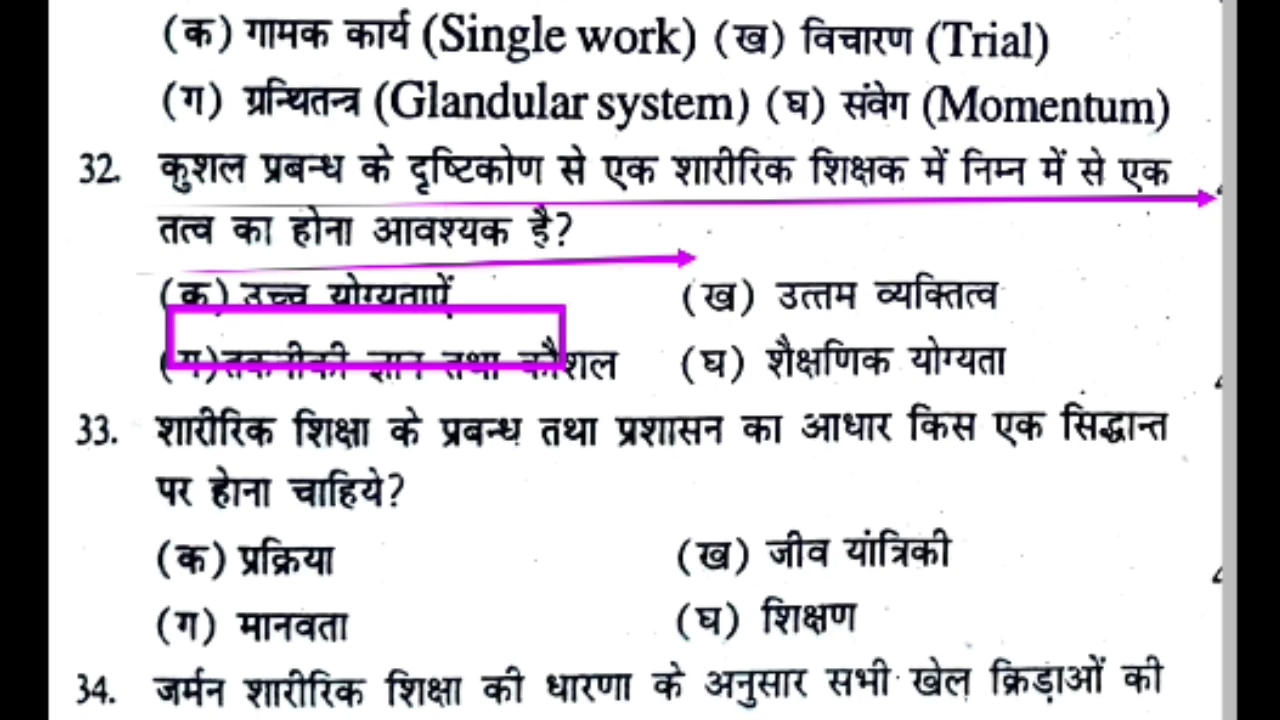 (क) गामक कार्य (Single work) (ख) विचारण (Trial)
(ग) ग्रन्थितन्त्र (Glandular system) (घ) संवेग (Momentum)
32. कुशल प्रबन्ध के दृष्टिकोण से एक शारीरिक शिक्षक में निम्न में से एक
तत्व का होना आवश्यक है?
(क) उच्च योग्यताऐं (ख) उत्तम व्यक्तित्व
(ग) तकनीकी ज्ञान तथा कौशल (घ) शैक्षणिक योग्यता
33. शारीरिक शिक्षा के प्रबन्ध तथा प्रशासन का आधार किस एक सिद्धान्त
पर हेाना चाहिये?
(क) प्रक्रिया (ख) जीव यांत्रिकी
(ग) मानवता (घ) शिक्षण
34. जर्मन शारीरिक शिक्षा की धारणा के अनुसार सभी खेल क्रिड़ाओं की